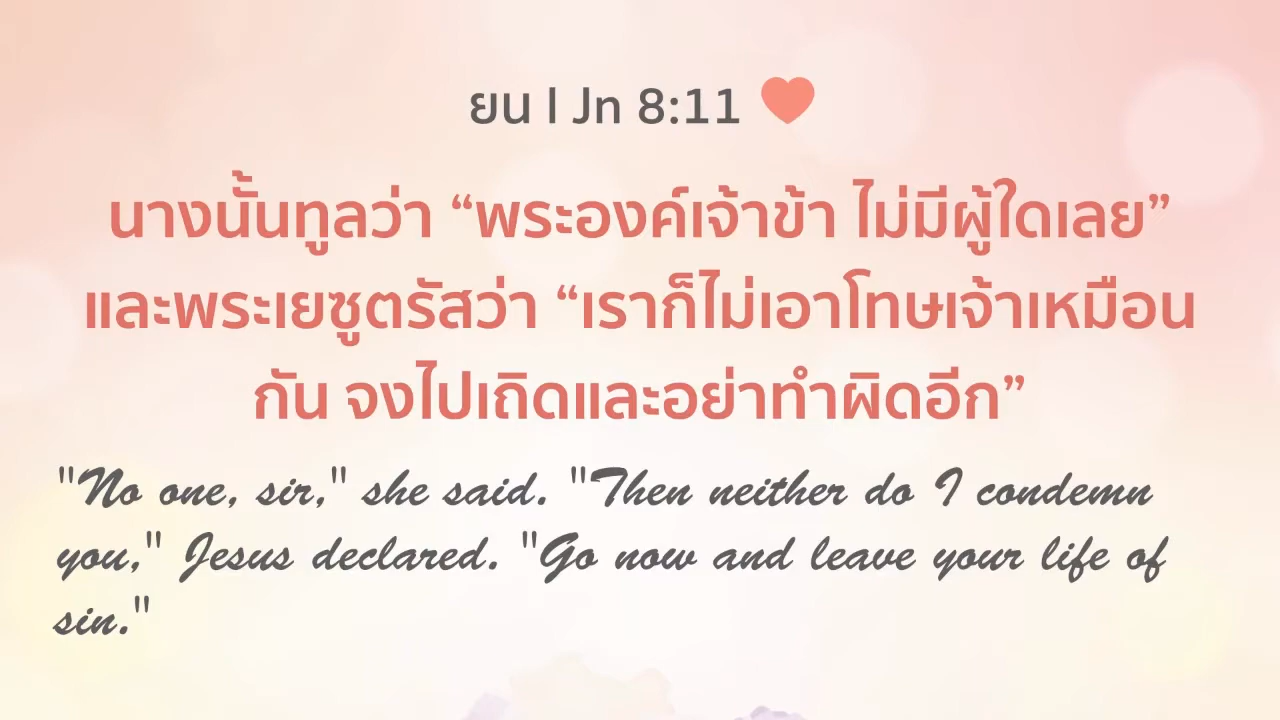 ยน l Jn 8:11
นางนั้นทูลว่า “พระองค์เจ้าข้า ไม่มีผู้ใดเลย”
และพระเยซูตรัสว่า “เราก็ไม่เอาโทษเจ้าเหมือน
กัน จงไปเถิดและอย่าทำผิดอีก”
"No one, sir," she said. "Then neither do I condemn
you," Jesus declared. "Go now and leave your life of
sin."